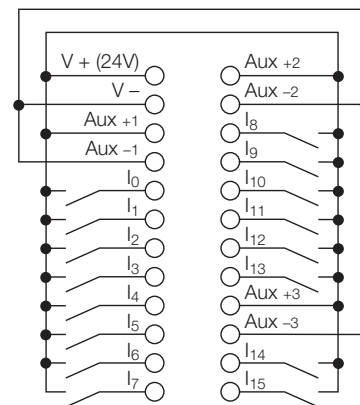 V + (24V)
V –
Aux +1
Aux –1
I0
I1
I2
I3
I4
I5
I6
I7
Aux +2
Aux –2
I8
I9
I10
I11
I12
I13
Aux +3
Aux –3
I14
I15